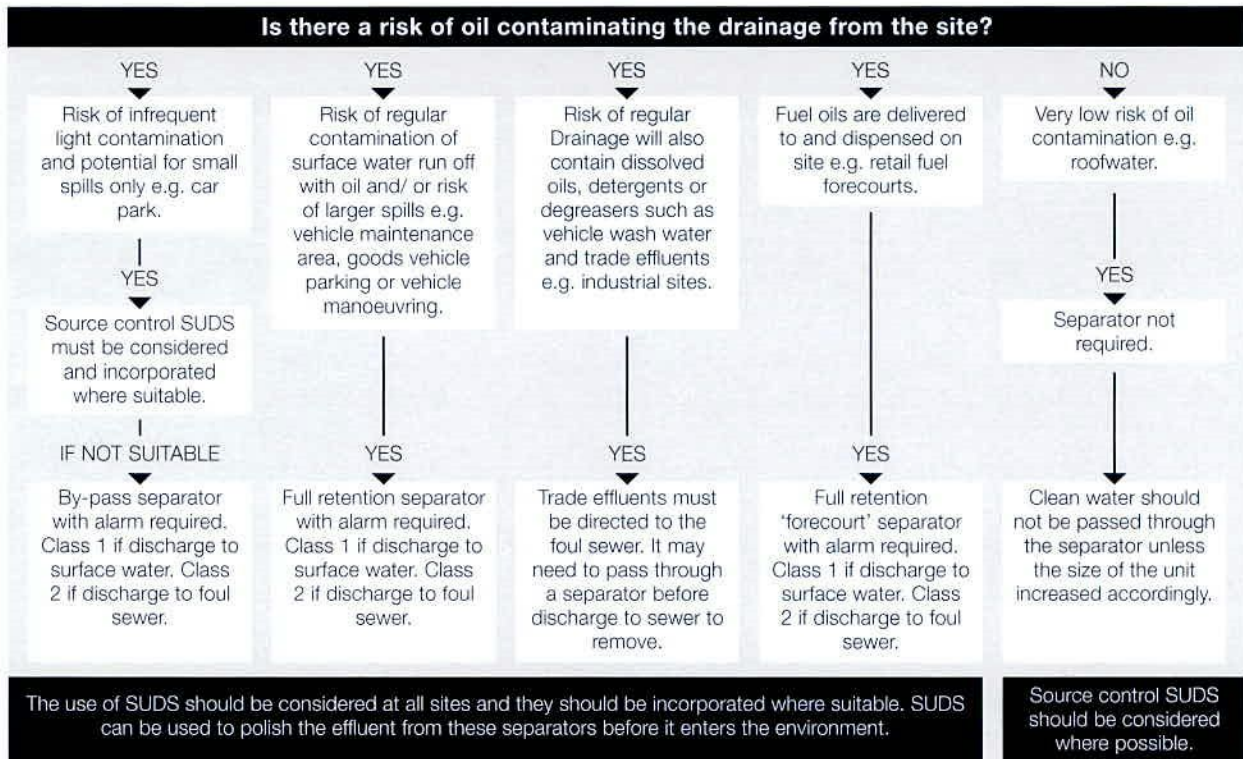 Is there a risk of oil contaminating the drainage from the site?
YES
Risk of infrequent
light contamination
and potential for small
spills only e.g. car
park.
YES
Source control SUDS
must be considered
and incorporated
where suitable.
IF NOT SUITABLE
By-pass separator
with alarm required.
Class 1 if discharge to
surface water. Class
2 if discharge to foul
sewer.
YES
Risk of regular
contamination of
surface water run off
with oil and/ or risk
of larger spills e.g.
vehicle maintenance
area, goods vehicle
parking or vehicle
manoeuvring.
YES
Full retention separator
with alarm required.
Class 1 if discharge to
surface water. Class
2 if discharge to foul
sewer.
YES
Risk of regular
Drainage will also
contain dissolved
oils, detergents or
degreasers such as
vehicle wash water
and trade effluents
e.g. industrial sites.
YES
Trade effluents must
be directed to the
foul sewer. It may
need to pass through
a separator before
discharge to sewer to
remove.
YES
Fuel oils are delivered
to and dispensed on
site e.g. retail fuel
forecourts.
YES
Full retention
‘forecourt’ separator
with alarm required.
Class 1 if discharge to
surface water. Class
2 if discharge to foul
sewer.
NO
Very low risk of oil
contamination e.g.
roofwater.
YES
Separator not
required.
Clean water should
not be passed through
the separator unless
the size of the unit
increased accordingly.
The use of SUDS should be considered at all sites and they should be incorporated where suitable. SUDS
can be used to polish the effluent from these separators before it enters the environment.
Source control SUDS
should be considered
where possible.